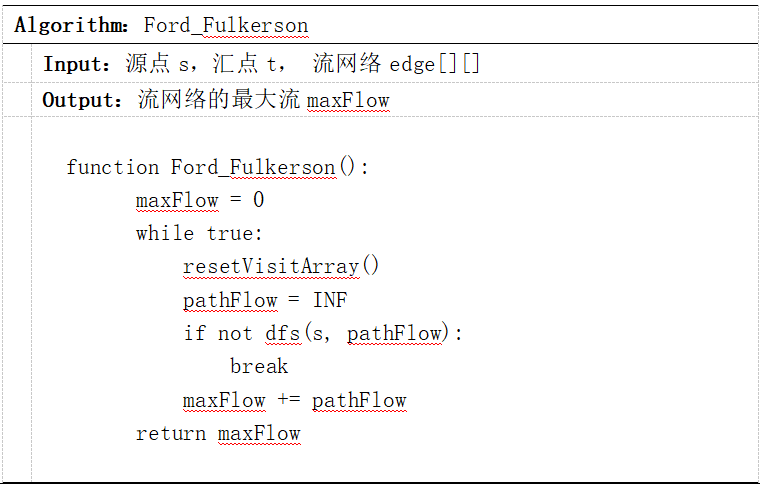 Algorithm: Ford_Fulkerson
Input: 源点 s, 汇点 t, 流网络 edge[][]
Output: 流网络的最大流 maxFlow
function Ford_Fulkerson():
maxFlow = 0
while true:
resetVisitArray()
pathFlow = INF
if not dfs(s, pathFlow):
break
maxFlow += pathFlow
return maxFlow